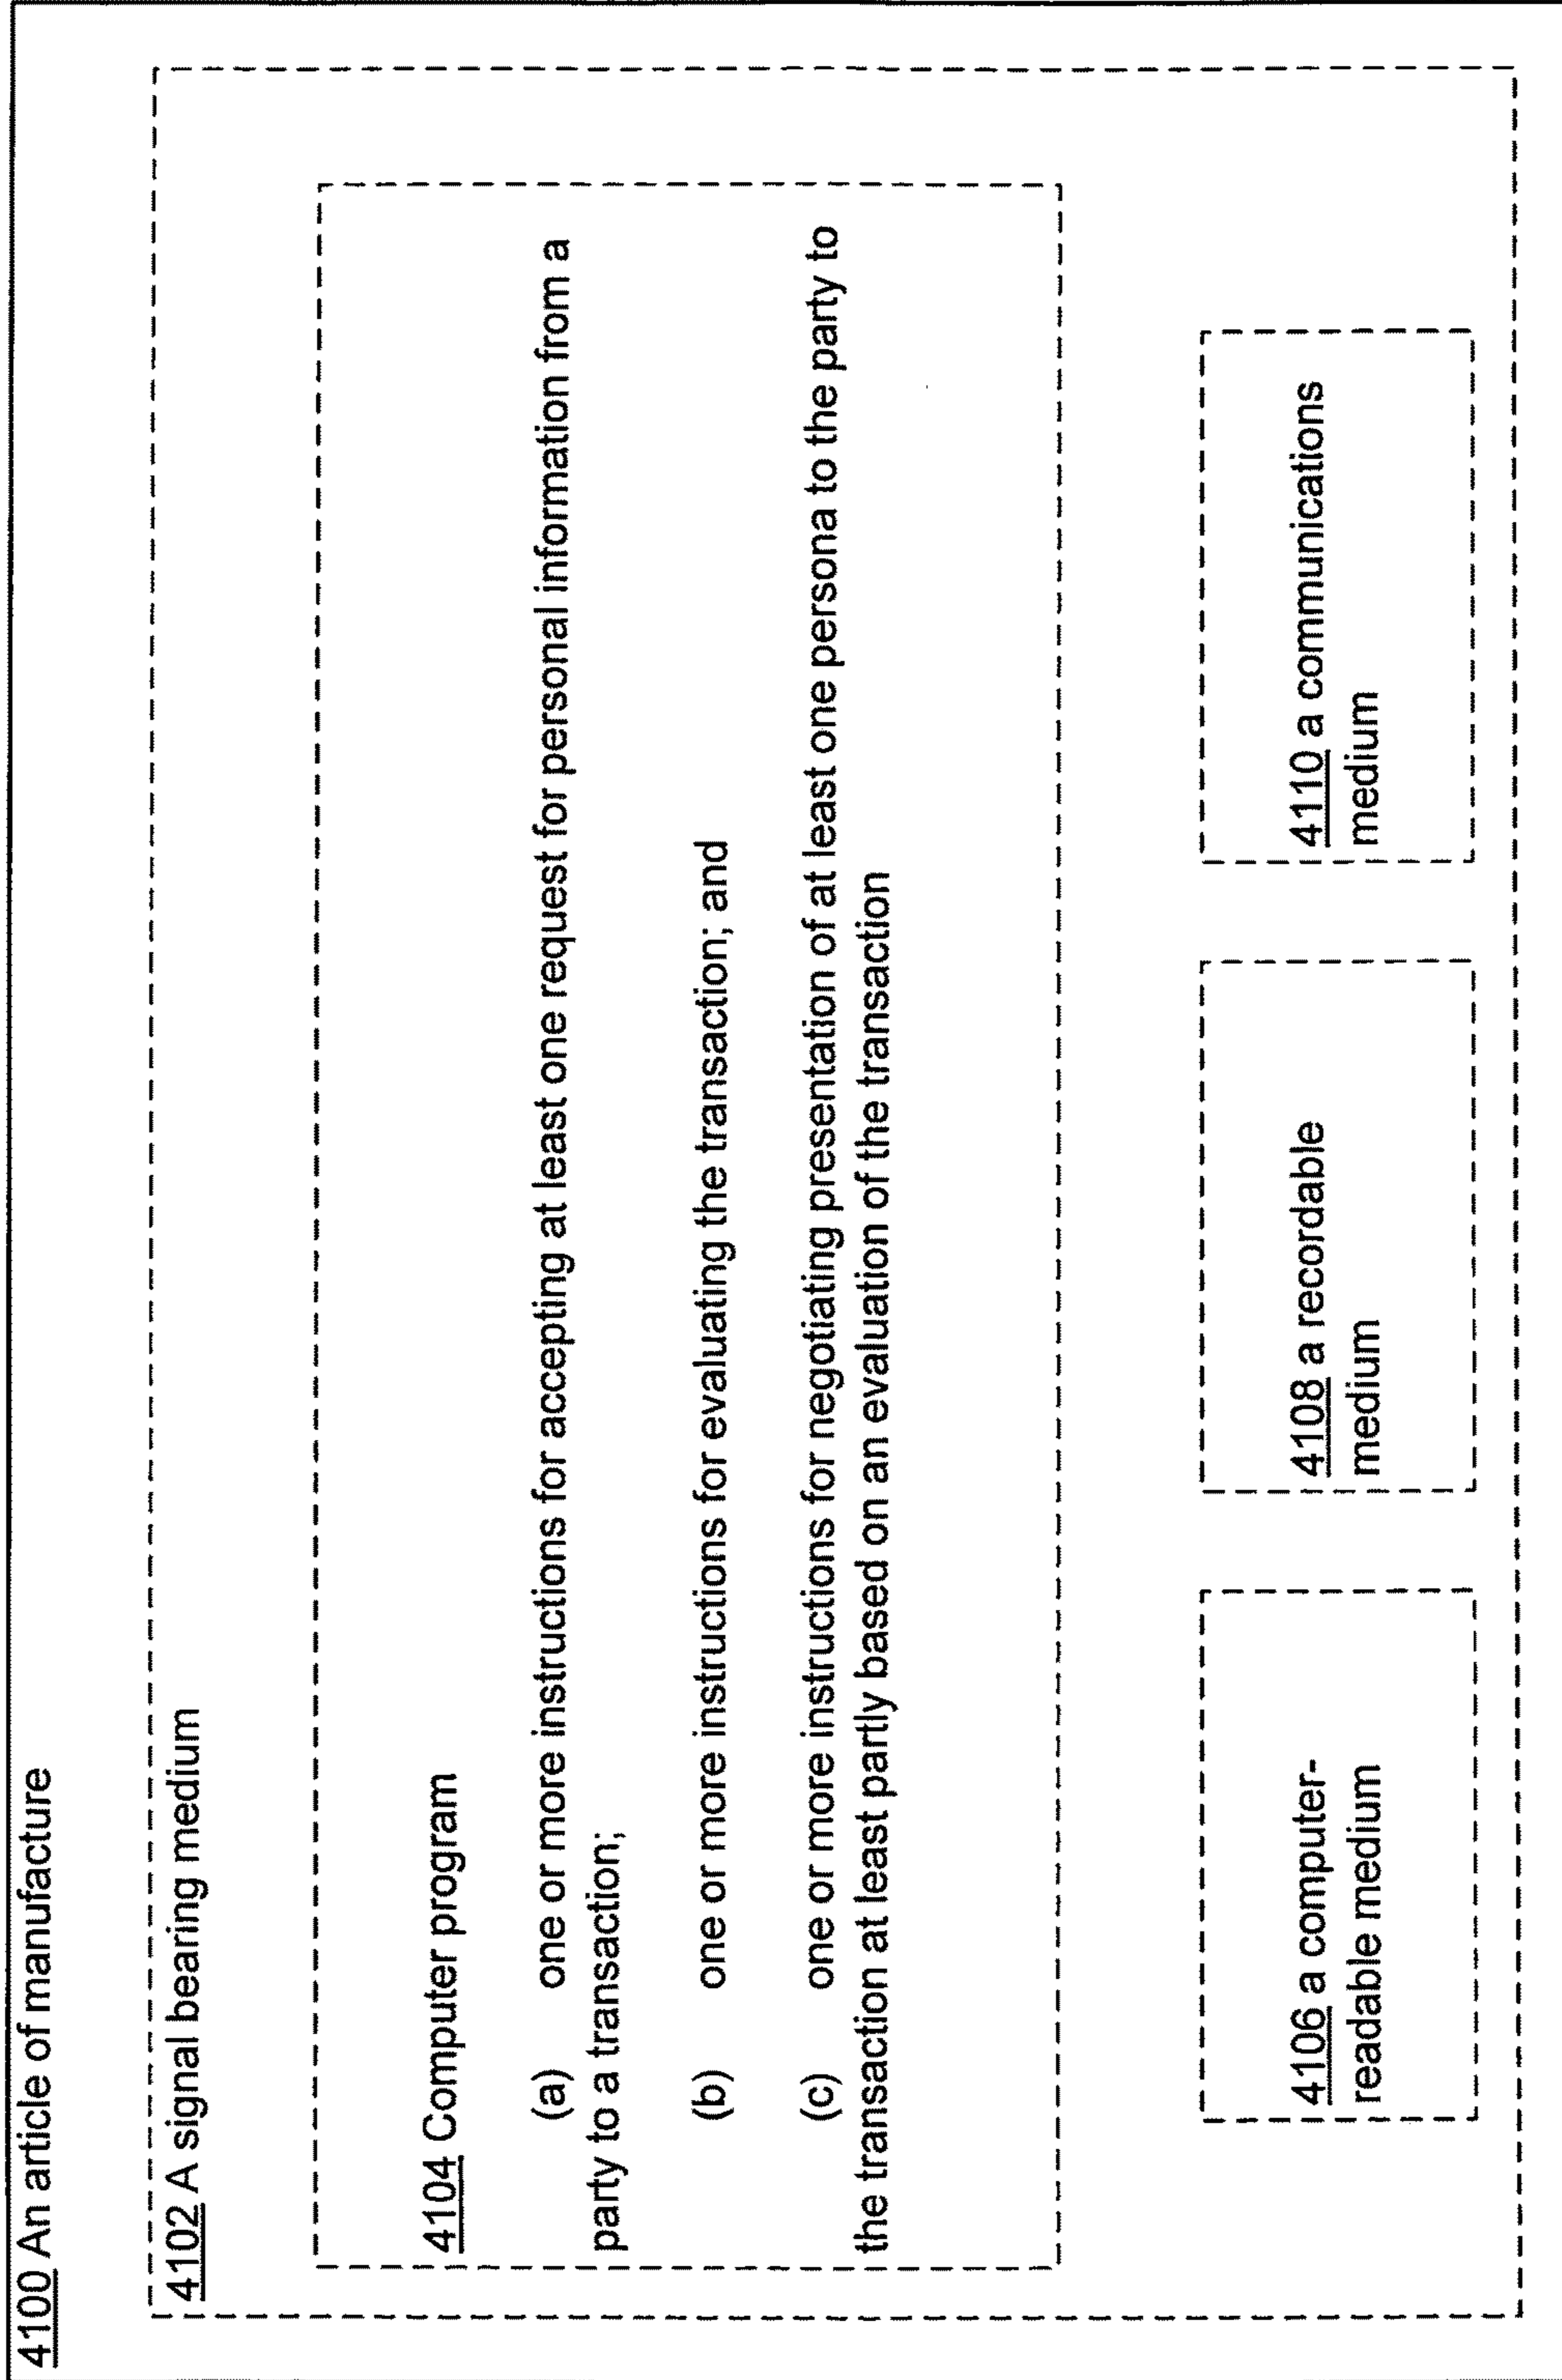 4100 An article of manufacture
4102 A signal bearing medium
4104 Computer program
(a) one or more instructions for accepting at least one request for personal information from a
party to a transaction;
(b) one or more instructions for evaluating the transaction; and
(c) one or more instructions for negotiating presentation of at least one persona to the party to
the transaction at least partly based on an evaluation of the transaction
4106 a computer-
readable medium
4108 a recordable
medium
4110 a communications
medium